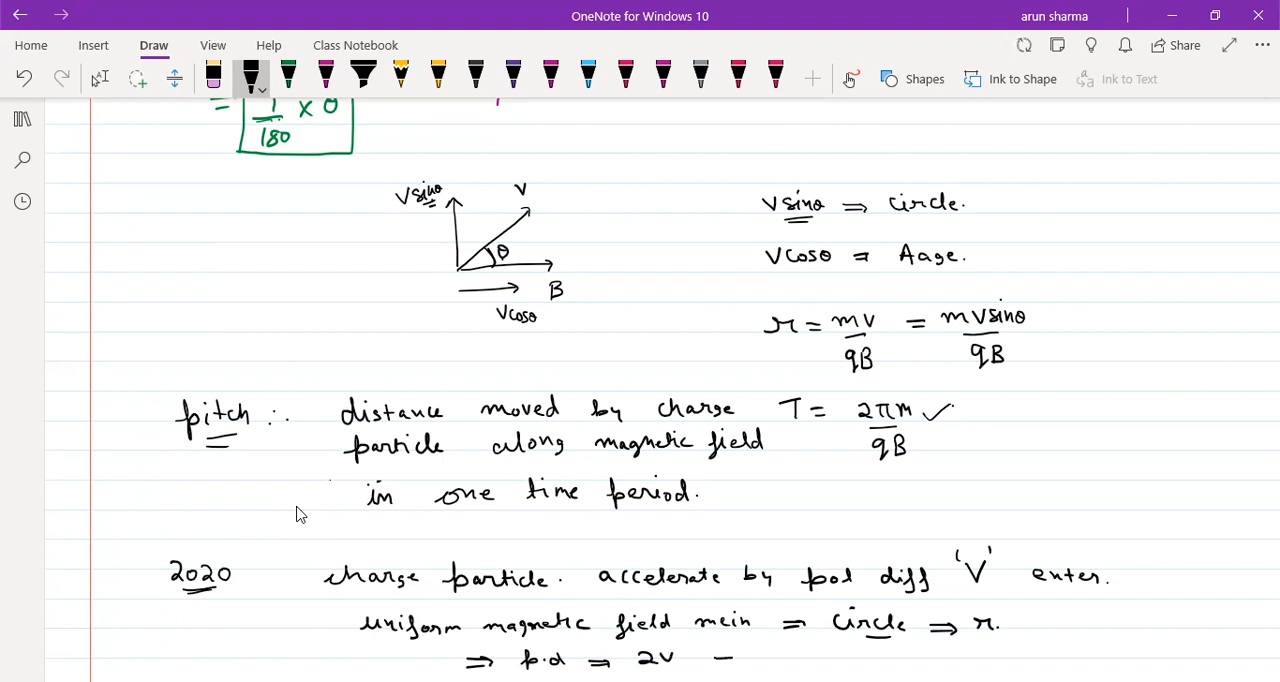 OneNote for Windows 10
arun sharma
Home Insert Draw View Help Class Notebook
Share
Shapes Ink to Shape Ink to Text
= 1/180 × θ
Vsinθ V
θ
B
Vcosθ
Vsinθ ⇒ circle.
Vcosθ = Aage.
r = mV/qB = mVsinθ/qB
pitch :. distance moved by charge T = 2πm/qB ✓
particle along magnetic field
in one time period.
2020 charge particle. accelerate by pot diff 'V' enter.
uniform magnetic field mein = circle ⇒ r.
⇒ p.d ⇒ 2V —